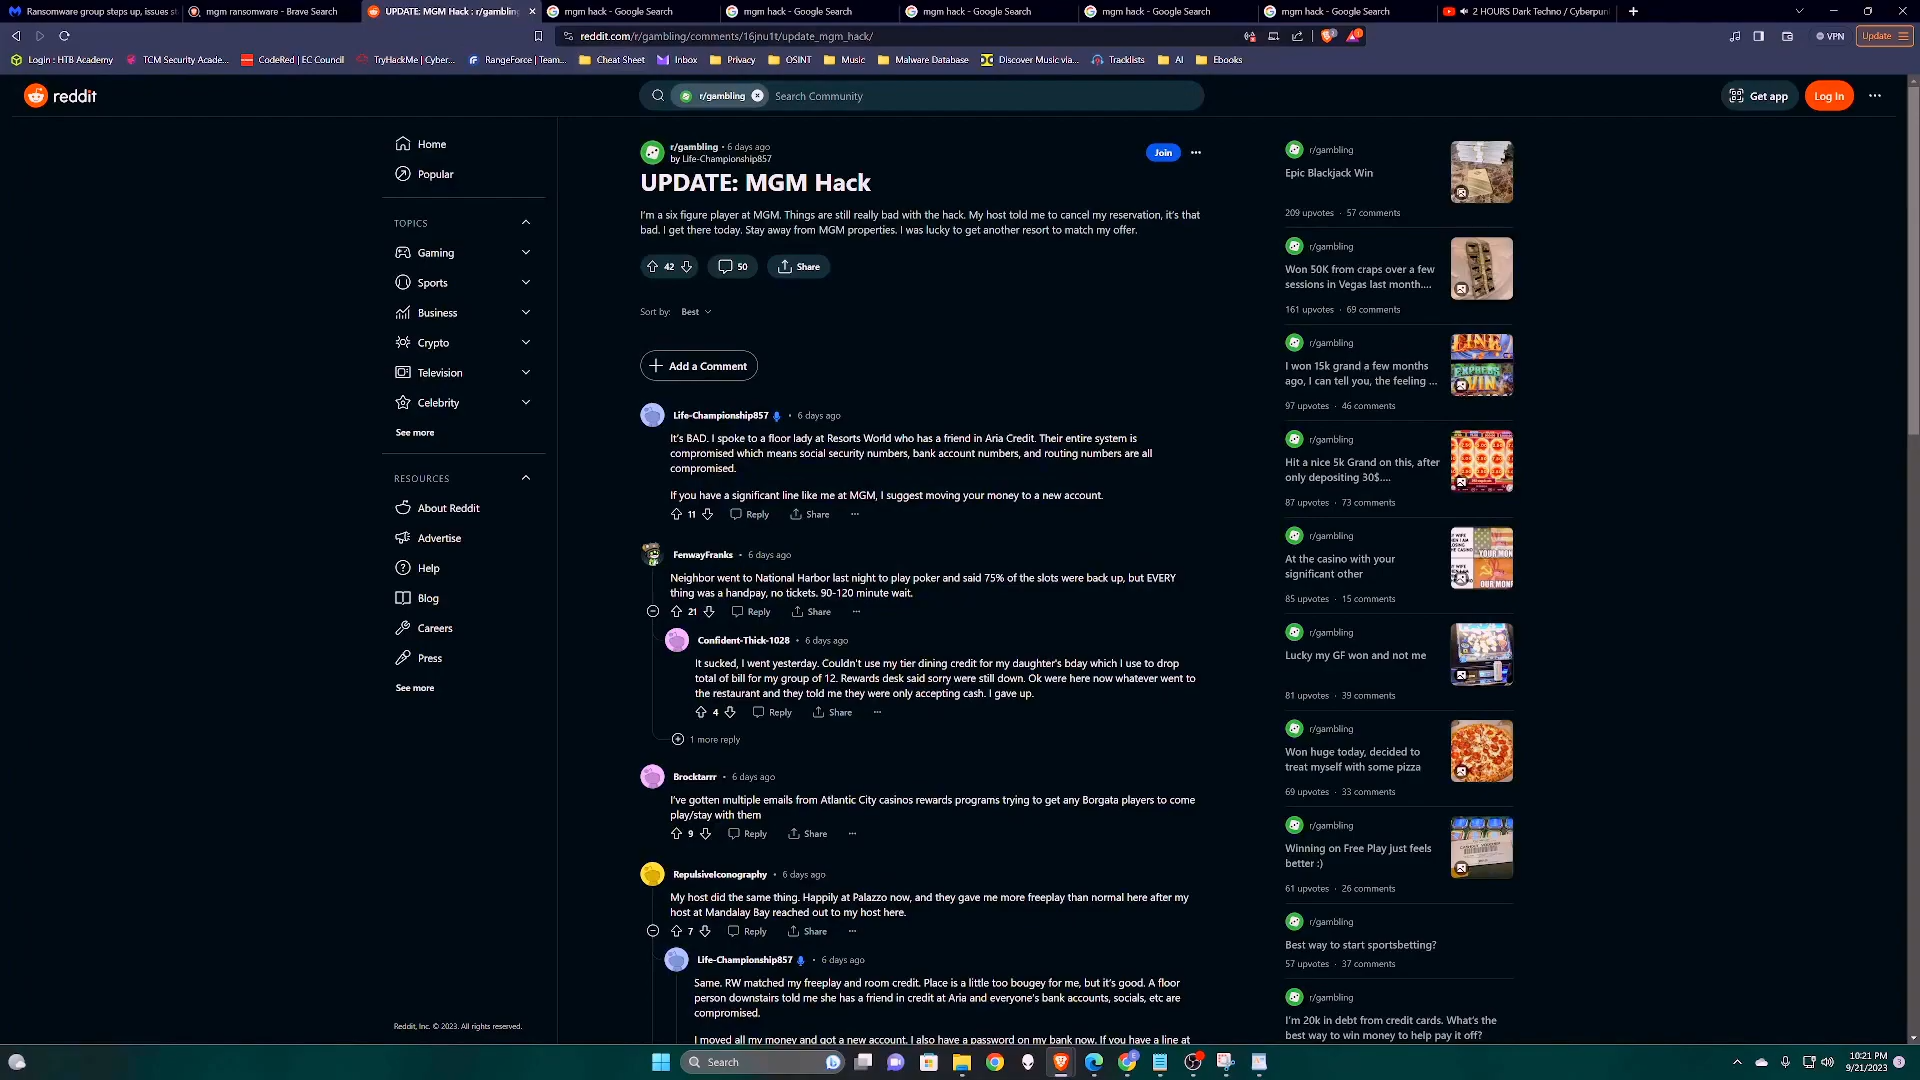 Ransomware group steps up, issues st
mgm ransomware - Brave Search
UPDATE: MGM Hack : r/gambling
mgm hack - Google Search
mgm hack - Google Search
mgm hack - Google Search
mgm hack - Google Search
mgm hack - Google Search
2 HOURS Dark Techno / Cyberpun
reddit.com/r/gambling/comments/16jnu1t/update_mgm_hack/
VPN
Update
Login : HTB Academy
TCM Security Acade...
CodeRed | EC Council
TryHackMe | Cyber...
RangeForce | Team...
Cheat Sheet
Inbox
Privacy
OSINT
Music
Malware Database
Discover Music via...
Tracklists
AI
Ebooks
reddit
r/gambling
Search Community
Get app
Log In
Home
Popular
TOPICS
Gaming
Sports
Business
Crypto
Television
Celebrity
See more
RESOURCES
About Reddit
Advertise
Help
Blog
Careers
Press
See more
Reddit, Inc. © 2023. All rights reserved.
r/gambling • 6 days ago
by Life-Championship857
Join
UPDATE: MGM Hack
I'm a six figure player at MGM. Things are still really bad with the hack. My host told me to cancel my reservation, it's that
bad. I get there today. Stay away from MGM properties. I was lucky to get another resort to match my offer.
42
50
Share
Sort by: Best
Add a Comment
Life-Championship857 • 6 days ago
It's BAD. I spoke to a floor lady at Resorts World who has a friend in Aria Credit. Their entire system is
compromised which means social security numbers, bank account numbers, and routing numbers are all
compromised.
If you have a significant line like me at MGM, I suggest moving your money to a new account.
11 Reply Share
FenwayFranks • 6 days ago
Neighbor went to National Harbor last night to play poker and said 75% of the slots were back up, but EVERY
thing was a handpay, no tickets. 90-120 minute wait.
21 Reply Share
Confident-Thick-1028 • 6 days ago
It sucked, I went yesterday. Couldn't use my tier dining credit for my daughter's bday which I use to drop
total of bill for my group of 12. Rewards desk said sorry were still down. Ok were here now whatever went to
the restaurant and they told me they were only accepting cash. I gave up.
4 Reply Share
1 more reply
Brocktarrr • 6 days ago
I've gotten multiple emails from Atlantic City casinos rewards programs trying to get any Borgata players to come
play/stay with them
9 Reply Share
RepulsiveIconography • 6 days ago
My host did the same thing. Happily at Palazzo now, and they gave me more freeplay than normal here after my
host at Mandalay Bay reached out to my host here.
7 Reply Share
Life-Championship857 • 6 days ago
Same. RW matched my freeplay and room credit. Place is a little too bougey for me, but it's good. A floor
person downstairs told me she has a friend in credit at Aria and everyone's bank accounts, socials, etc are
compromised.
I moved all my money and got a new account. I also have a password on my bank now. If you have a line at
r/gambling
Epic Blackjack Win
209 upvotes · 57 comments
r/gambling
Won 50K from craps over a few
sessions in Vegas last month....
161 upvotes · 69 comments
r/gambling
I won 15k grand a few months
ago, I can tell you, the feeling ...
97 upvotes · 46 comments
r/gambling
Hit a nice 5k Grand on this, after
only depositing 30$....
87 upvotes · 73 comments
r/gambling
At the casino with your
significant other
85 upvotes · 15 comments
r/gambling
Lucky my GF won and not me
81 upvotes · 39 comments
r/gambling
Won huge today, decided to
treat myself with some pizza
69 upvotes · 33 comments
r/gambling
Winning on Free Play just feels
better :)
61 upvotes · 26 comments
r/gambling
Best way to start sportsbetting?
57 upvotes · 37 comments
r/gambling
I'm 20k in debt from credit cards. What's the
best way to win money to help pay it off?
Search
10:21 PM
9/21/2023